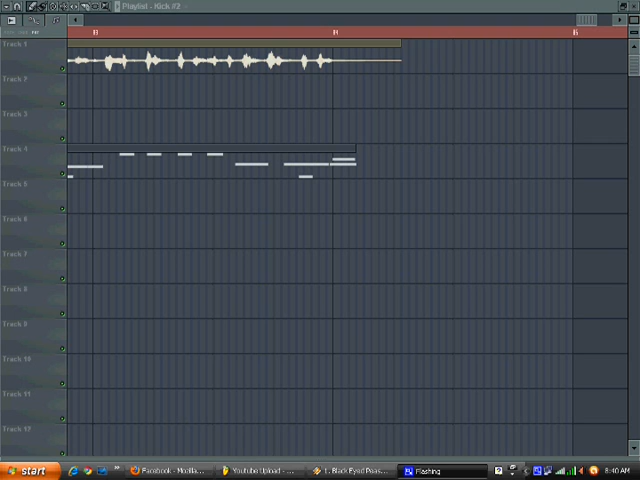 Playlist - Kick #2
Track 1
Track 2
Track 3
Track 4
Track 5
Track 6
Track 7
Track 8
Track 9
Track 10
Track 11
Track 12
start
Facebook - Mozilla...
Youtube Upload - ...
1. Black Eyed Peas...
Flashing
8:40 AM